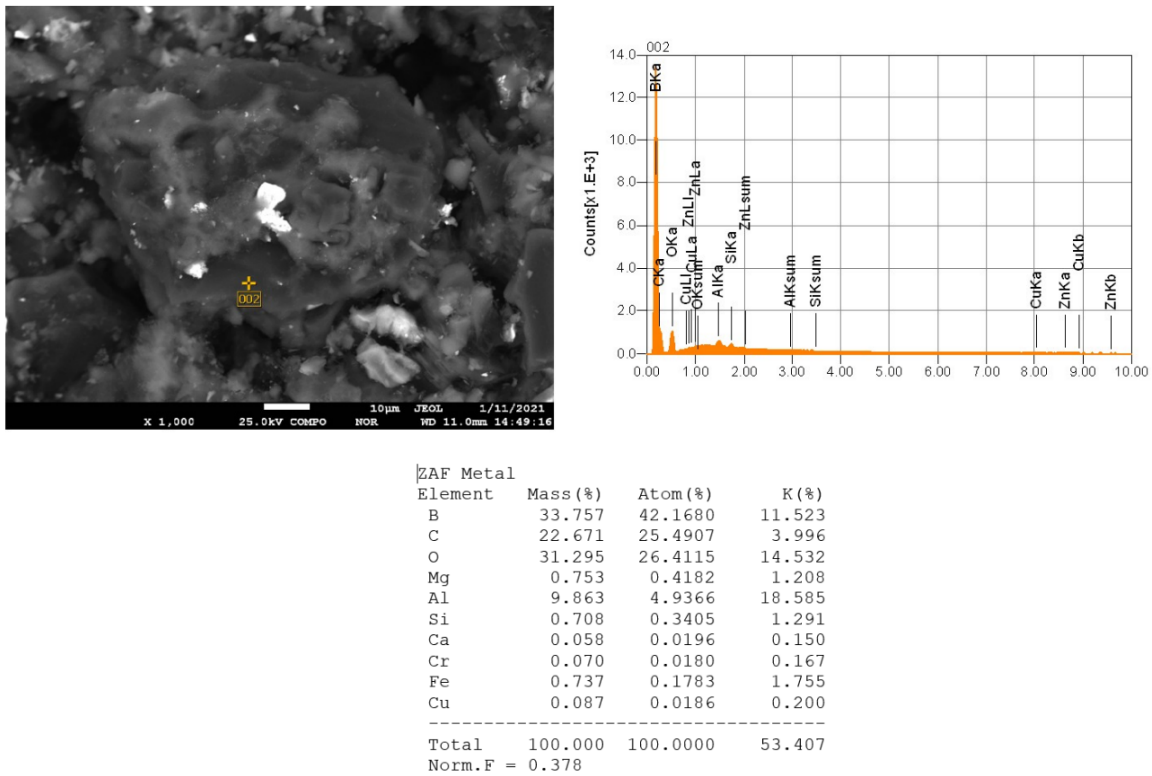 002
10µm JEOL 1/11/2021
X 1,000 25.0kV COMPO NOR WD 11.0mm 14:49:16
002
Counts[x1.E+3]
14.0
12.0
10.0
8.0
6.0
4.0
2.0
0.0
BKa
CKa
OKa
CuLl
ZnLl
CuLa
ZnLa
OKsum
AlKa
SiKa
ZnLsum
AlKsum
SiKsum
CuKa
ZnKa
CuKb
ZnKb
0.00 1.00 2.00 3.00 4.00 5.00 6.00 7.00 8.00 9.00 10.00
ZAF Metal
Element Mass(%) Atom(%) K(%)
B 33.757 42.1680 11.523
C 22.671 25.4907 3.996
O 31.295 26.4115 14.532
Mg 0.753 0.4182 1.208
Al 9.863 4.9366 18.585
Si 0.708 0.3405 1.291
Ca 0.058 0.0196 0.150
Cr 0.070 0.0180 0.167
Fe 0.737 0.1783 1.755
Cu 0.087 0.0186 0.200
Total 100.000 100.0000 53.407
Norm.F = 0.378